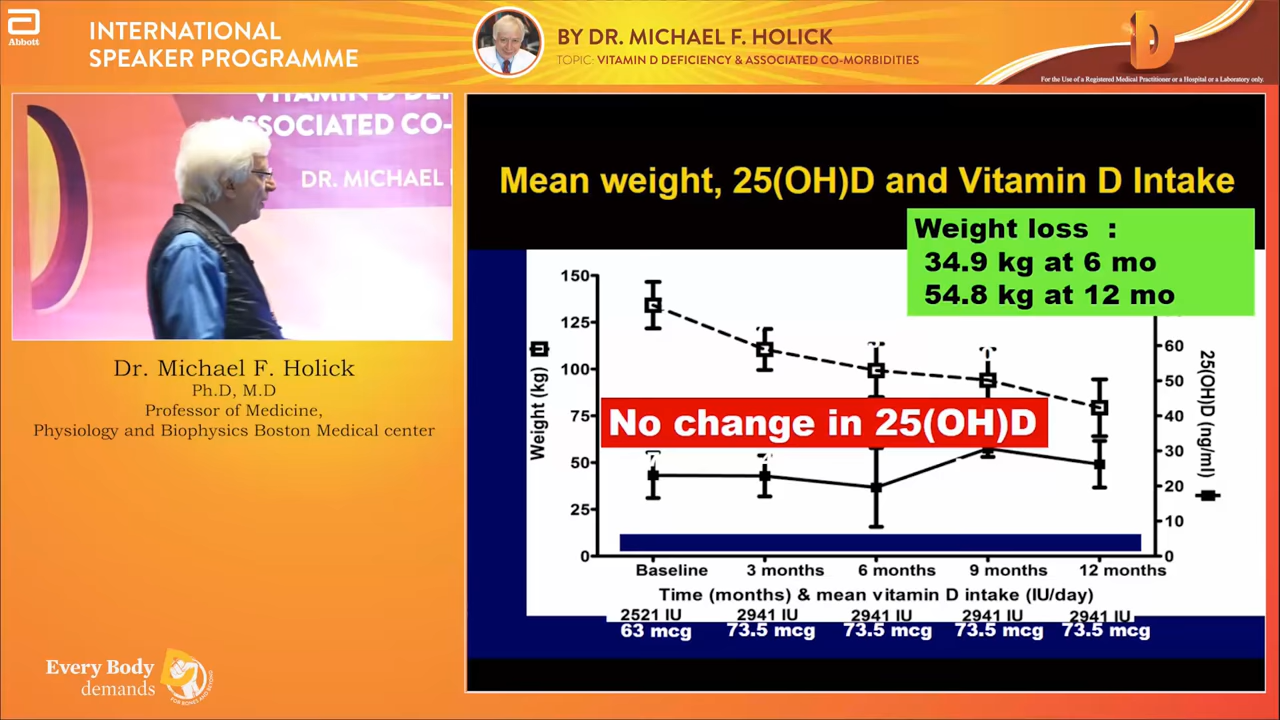 Abbott
INTERNATIONAL
SPEAKER PROGRAMME
BY DR. MICHAEL F. HOLICK
TOPIC: VITAMIN D DEFICIENCY & ASSOCIATED CO-MORBIDITIES
D
For the Use of a Registered Medical Practitioner or a Hospital or a Laboratory only.
ASSOCIATED CO-
DR. MICHAEL
Dr. Michael F. Holick
Ph.D, M.D
Professor of Medicine,
Physiology and Biophysics Boston Medical center
Every Body
demands
FOR BONES AND BEYOND
Mean weight, 25(OH)D and Vitamin D Intake
Weight loss :
34.9 kg at 6 mo
54.8 kg at 12 mo
No change in 25(OH)D
Weight (kg)
150
125
100
75
50
25
0
60
50
40
30
20
10
0
25(OH)D (ng/ml)
Baseline 3 months 6 months 9 months 12 months
Time (months) & mean vitamin D intake (IU/day)
2521 IU 2941 IU 2941 IU 2941 IU 2941 IU
63 mcg 73.5 mcg 73.5 mcg 73.5 mcg 73.5 mcg